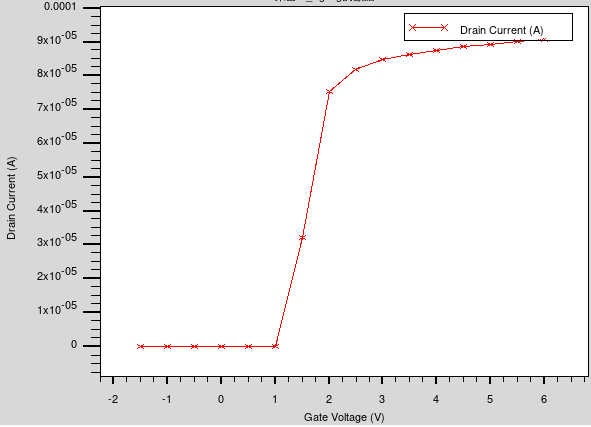 0.0001
Drain Current (A)
9x10-05
8x10-05
7x10-05
6x10-05
5x10-05
4x10-05
3x10-05
2x10-05
1x10-05
0
Drain Current (A)
-2 -1 0 1 2 3 4 5 6
Gate Voltage (V)